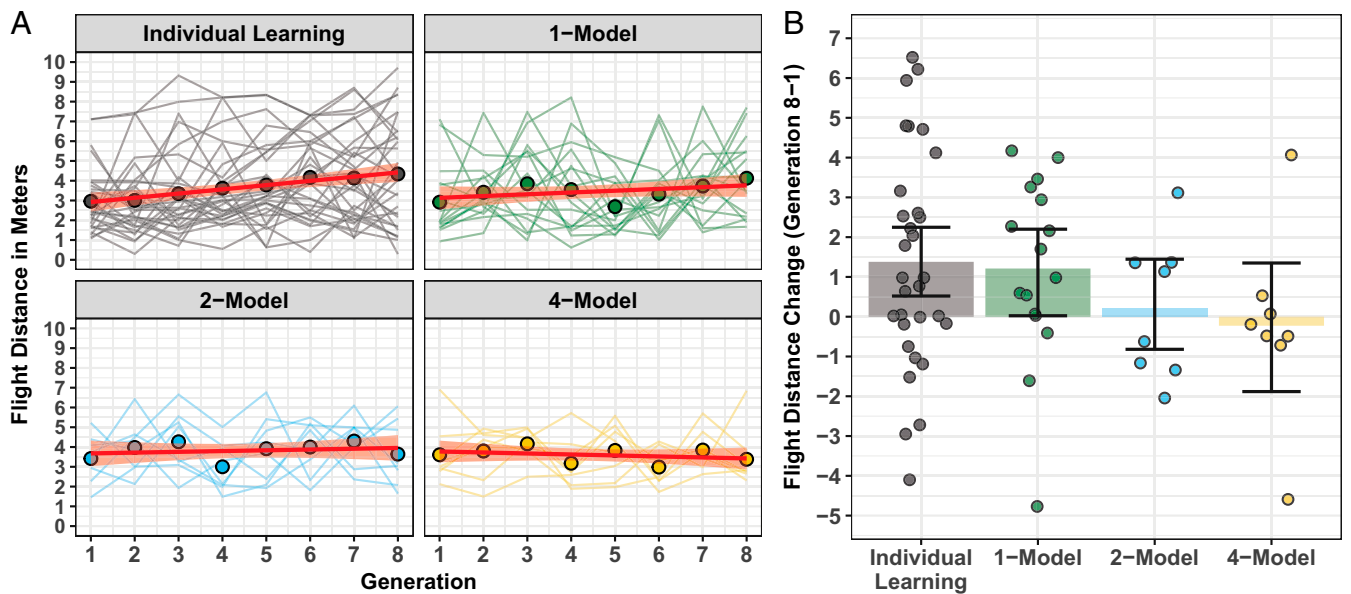 A
Individual Learning
1−Model
10
9
8
7
6
5
4
3
2
1
0
2−Model
4−Model
10
9
8
7
6
5
4
3
2
1
0
1 2 3 4 5 6 7 8
1 2 3 4 5 6 7 8
Generation
Flight Distance in Meters
B
Flight Distance Change (Generation 8−1)
7
6
5
4
3
2
1
0
−1
−2
−3
−4
−5
Individual
Learning
1−Model
2−Model
4−Model